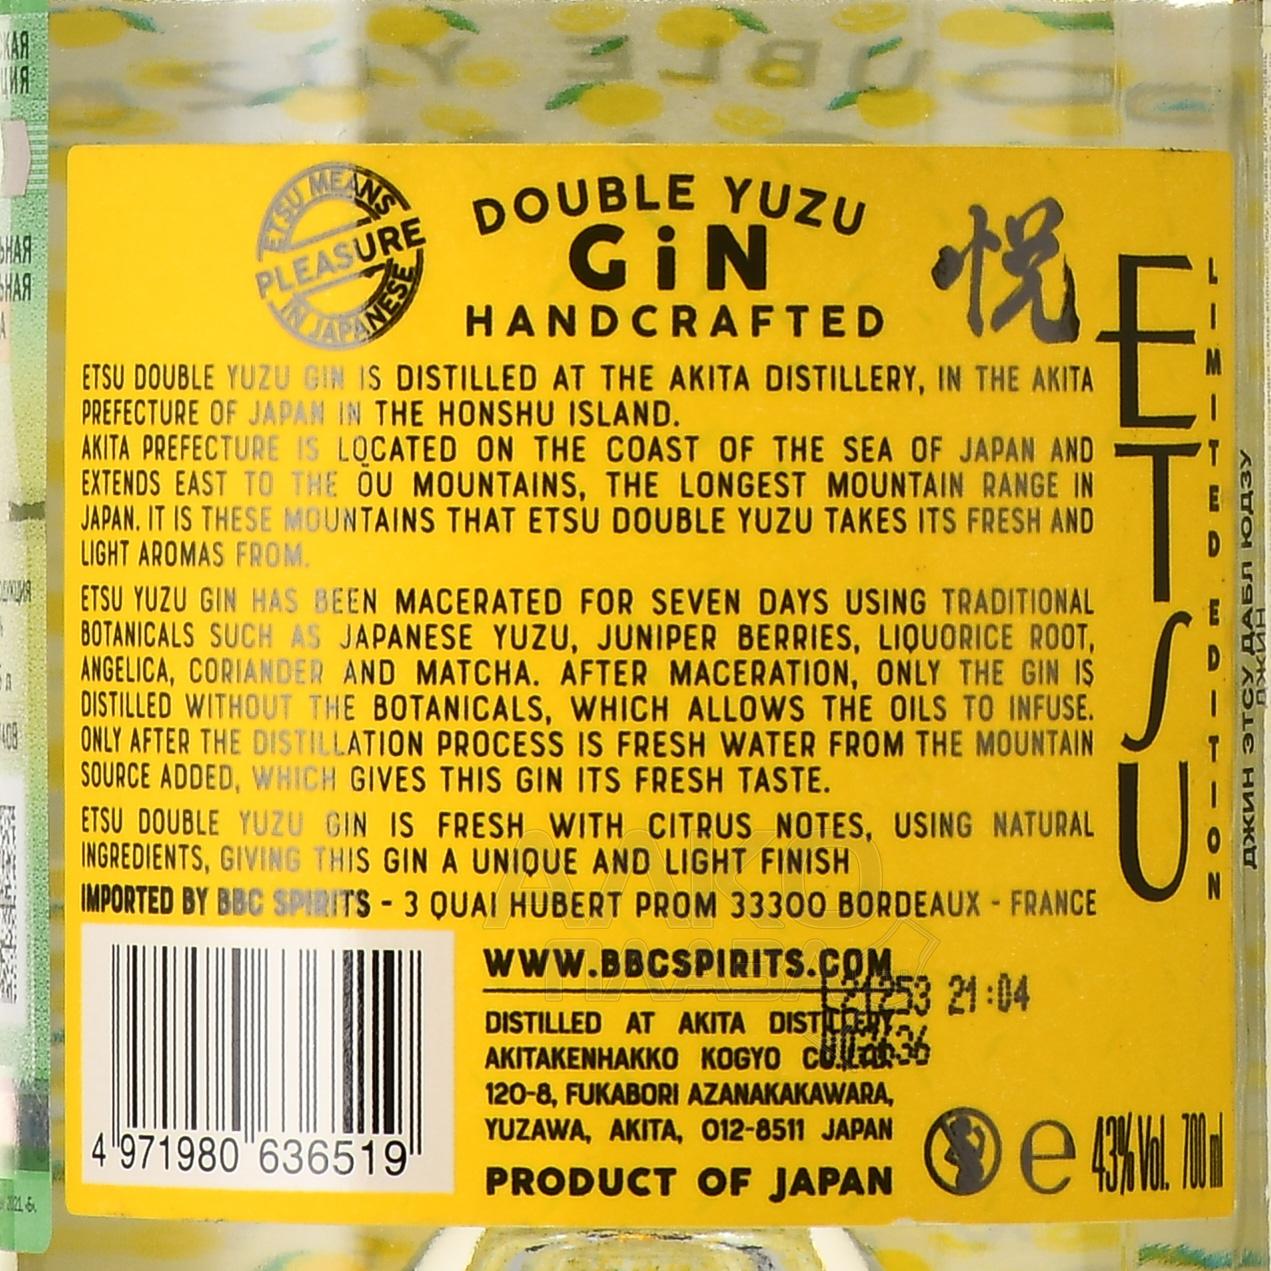 ETSU MEANS
PLEASURE
IN JAPANESE
DOUBLE YUZU
GiN
HANDCRAFTED
悦
ETSU
LIMITED EDITION
ETSU DOUBLE YUZU GIN IS DISTILLED AT THE AKITA DISTILLERY, IN THE AKITA
PREFECTURE OF JAPAN IN THE HONSHU ISLAND.
AKITA PREFECTURE IS LOCATED ON THE COAST OF THE SEA OF JAPAN AND
EXTENDS EAST TO THE ŌU MOUNTAINS, THE LONGEST MOUNTAIN RANGE IN
JAPAN. IT IS THESE MOUNTAINS THAT ETSU DOUBLE YUZU TAKES ITS FRESH AND
LIGHT AROMAS FROM.
ETSU YUZU GIN HAS BEEN MACERATED FOR SEVEN DAYS USING TRADITIONAL
BOTANICALS SUCH AS JAPANESE YUZU, JUNIPER BERRIES, LIQUORICE ROOT,
ANGELICA, CORIANDER AND MATCHA. AFTER MACERATION, ONLY THE GIN IS
DISTILLED WITHOUT THE BOTANICALS, WHICH ALLOWS THE OILS TO INFUSE.
ONLY AFTER THE DISTILLATION PROCESS IS FRESH WATER FROM THE MOUNTAIN
SOURCE ADDED, WHICH GIVES THIS GIN ITS FRESH TASTE.
ETSU DOUBLE YUZU GIN IS FRESH WITH CITRUS NOTES, USING NATURAL
INGREDIENTS, GIVING THIS GIN A UNIQUE AND LIGHT FINISH
IMPORTED BY BBC SPIRITS - 3 QUAI HUBERT PROM 33300 BORDEAUX - FRANCE
4 971980 636519
WWW.BBCSPIRITS.COM
L21253 21:04
DISTILLED AT AKITA DISTILLERY
AKITAKENHAKKO KOGYO CO.LTD.
120-8, FUKABORI AZANAKAKAWARA,
YUZAWA, AKITA, 012-8511 JAPAN
PRODUCT OF JAPAN
e 43% Vol. 700 ml
ДЖИН ЭТСУ ДАБЛ ЮДЗУ
ДЖИН
АЛКО
ПЛАЗА